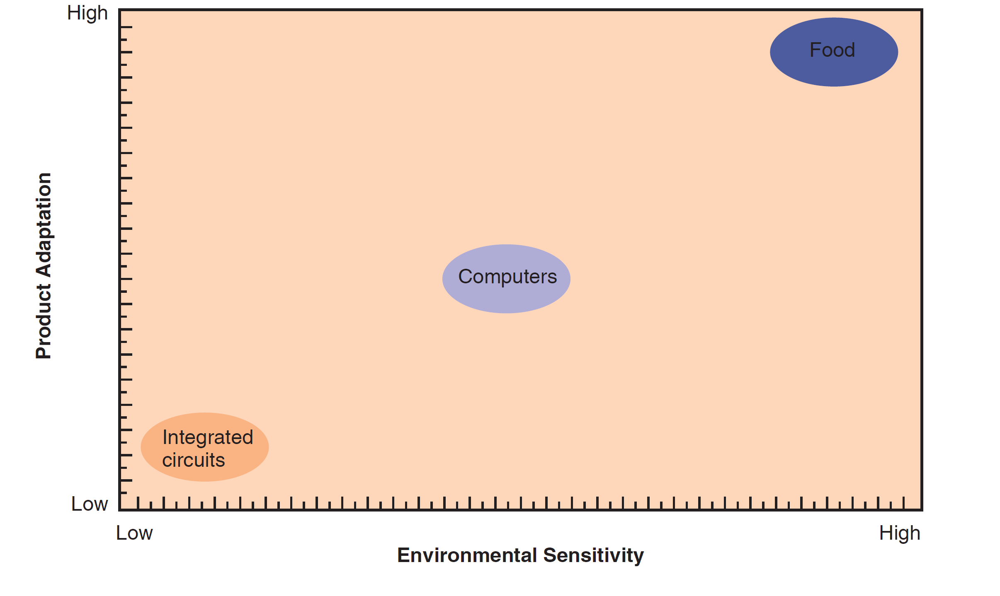 High
Food
Product Adaptation
Computers
Integrated
circuits
Low
Low
High
Environmental Sensitivity